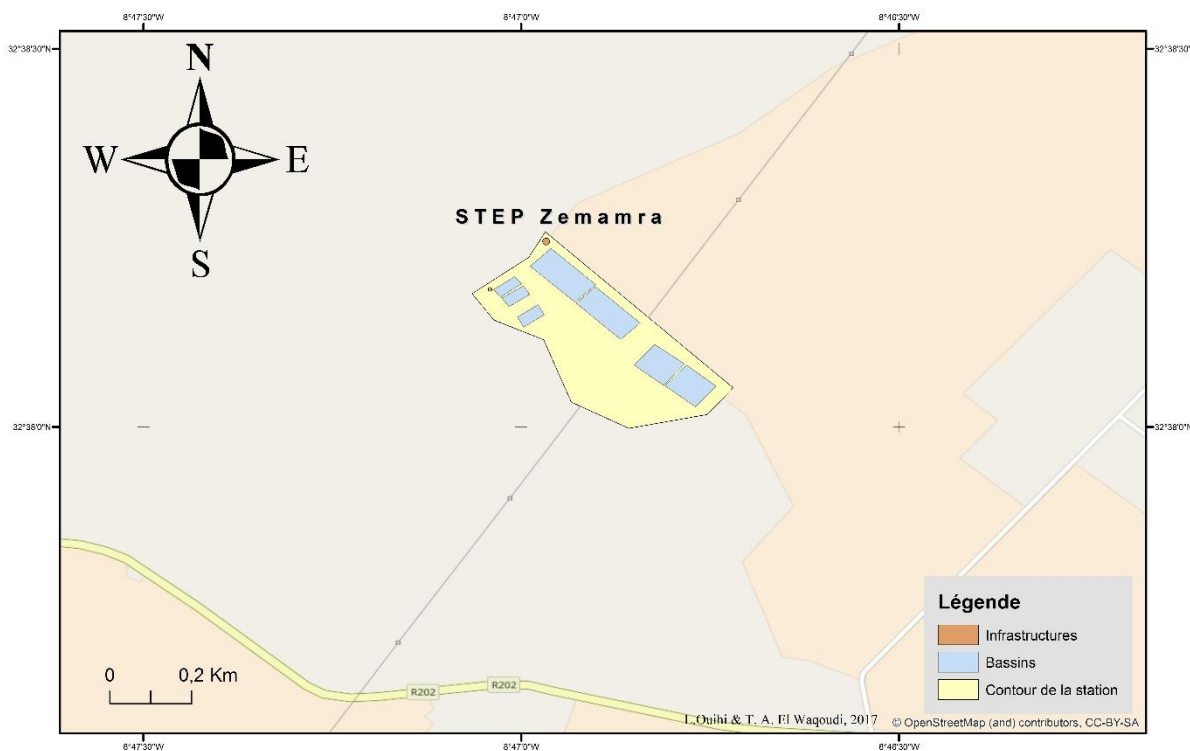 8°47'30"W 8°47'0"W 8°46'30"W
32°38'30"N 32°38'30"N
N
W E
S
STEP Zemamra
32°38'0"N 32°38'0"N
Légende
Infrastructures
Bassins
Contour de la station
0 0,2 Km
R202 R202
L.Ouihi & T. A. El Waqoudi, 2017 © OpenStreetMap (and) contributors, CC-BY-SA
8°47'30"W 8°47'0"W 8°46'30"W